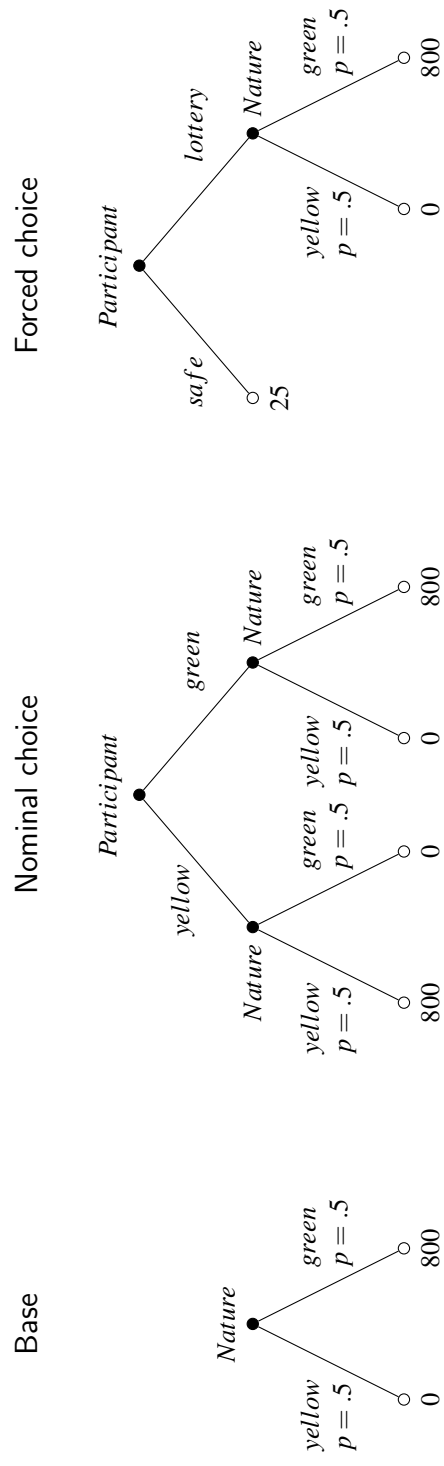 Base
Nature
yellow
p = .5
green
p = .5
0
800
Nominal choice
Participant
yellow
green
Nature
Nature
yellow
p = .5
green
p = .5
yellow
p = .5
green
p = .5
800
0
0
800
Forced choice
Participant
safe
lottery
25
Nature
yellow
p = .5
green
p = .5
0
800